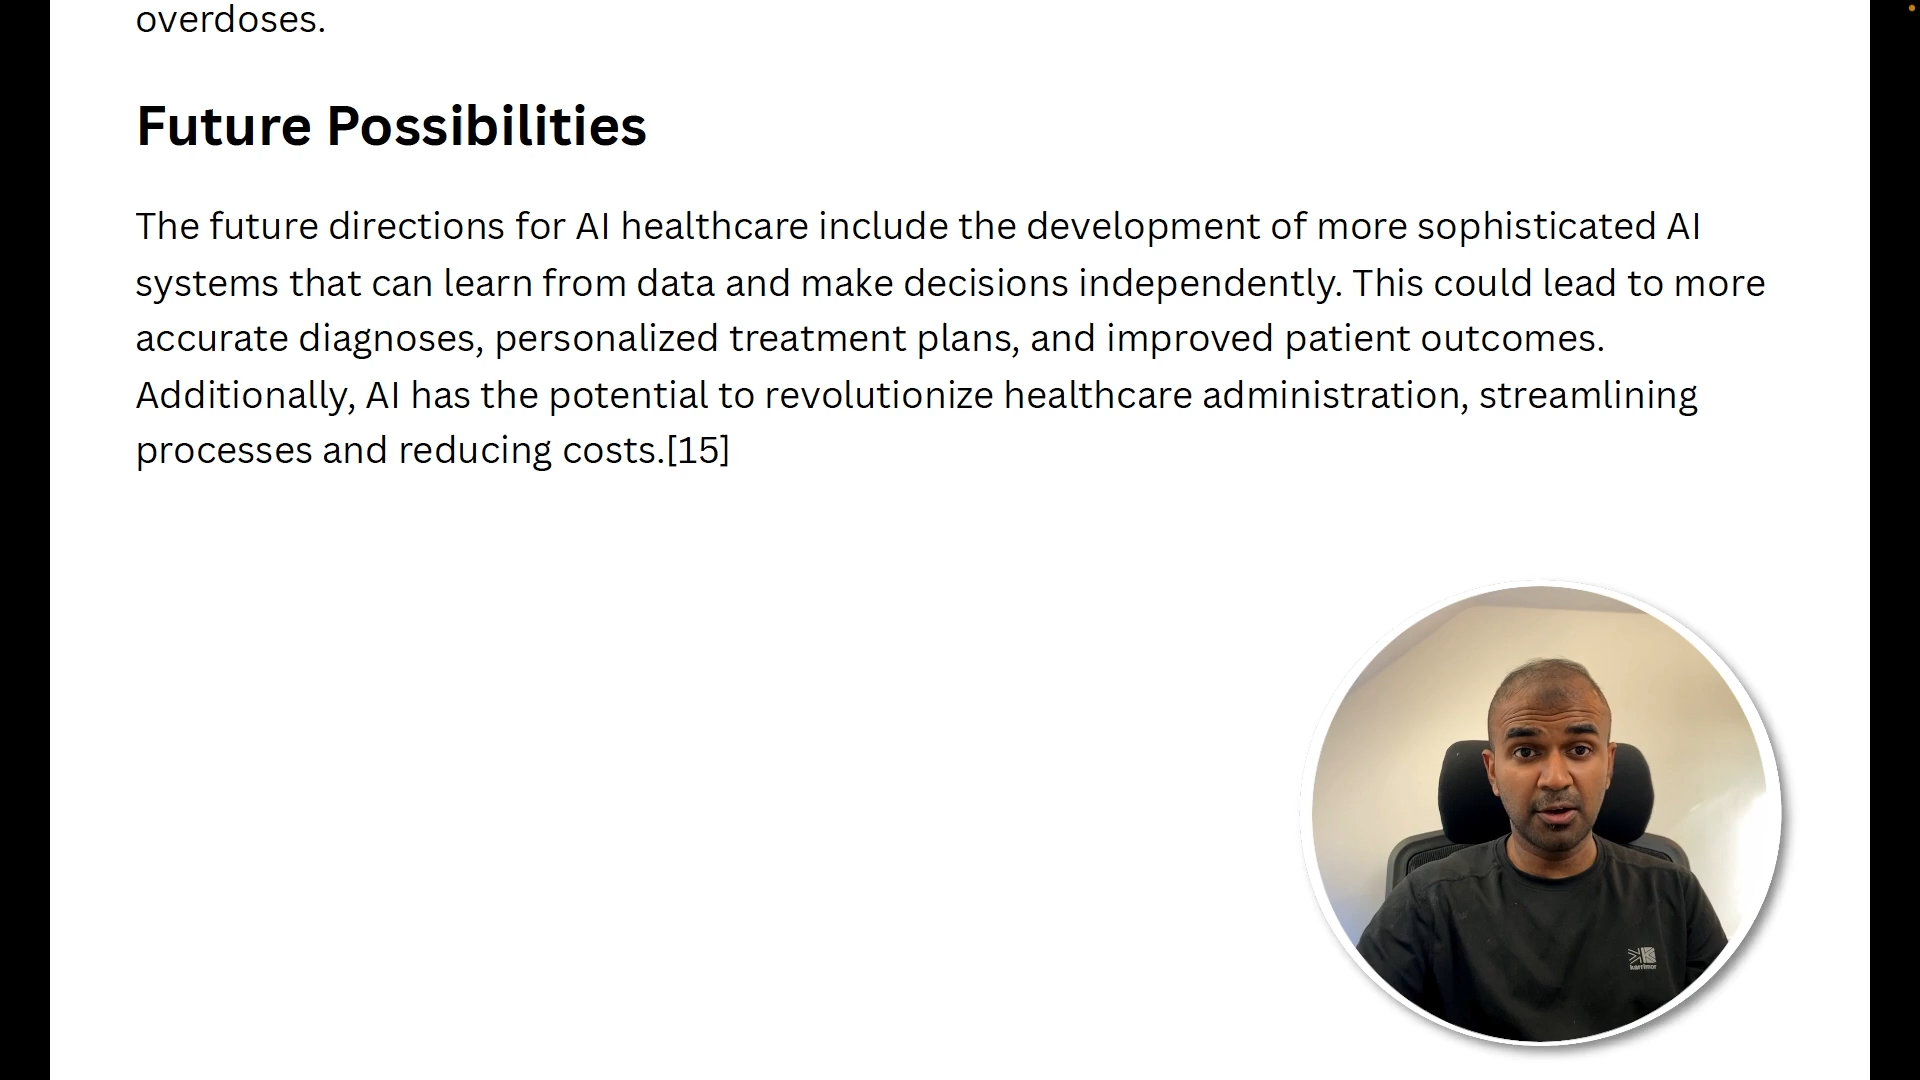 overdoses.
Future Possibilities
The future directions for AI healthcare include the development of more sophisticated AI
systems that can learn from data and make decisions independently. This could lead to more
accurate diagnoses, personalized treatment plans, and improved patient outcomes.
Additionally, AI has the potential to revolutionize healthcare administration, streamlining
processes and reducing costs.[15]
karrimor